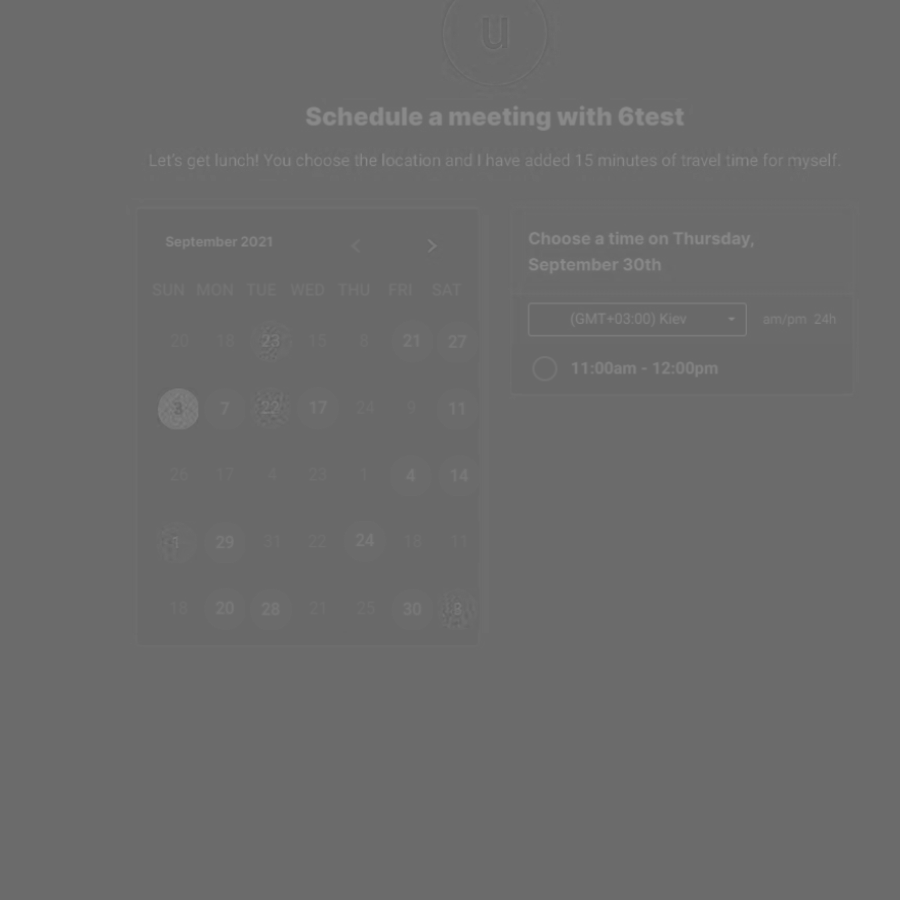 u
Schedule a meeting with 6test
Let's get lunch! You choose the location and I have added 15 minutes of travel time for myself.
September 2021
SUN MON TUE WED THU FRI SAT
20 18 23 15 8 21 27
3 7 22 17 24 9 11
26 17 4 23 1 4 14
1 29 31 22 24 18 11
18 20 28 21 25 30 8
Choose a time on Thursday,
September 30th
(GMT+03:00) Kiev am/pm 24h
11:00am - 12:00pm